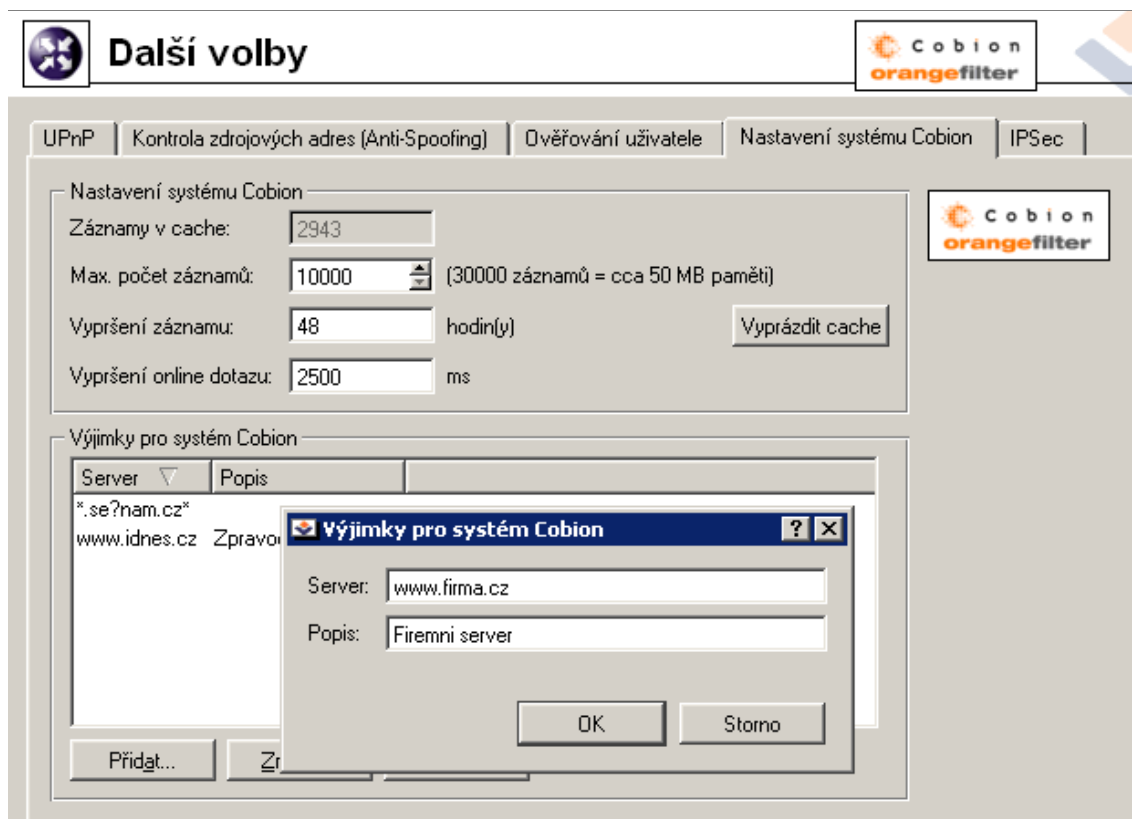 Další volby
Cobion
orangefilter
UPnP
Kontrola zdrojových adres (Anti-Spoofing)
Ověřování uživatele
Nastavení systému Cobion
IPSec
Nastavení systému Cobion
Záznamy v cache: 2943
Max. počet záznamů: 10000 (30000 záznamů = cca 50 MB paměti)
Vypršení záznamu: 48 hodin(y) Vyprázdit cache
Vypršení online dotazu: 2500 ms
Cobion
orangefilter
Výjimky pro systém Cobion
Server Popis
*.se?nam.cz*
www.idnes.cz
Výjimky pro systém Cobion
Server: www.firma.cz
Popis: Firemni server
OK Storno
Přidat...